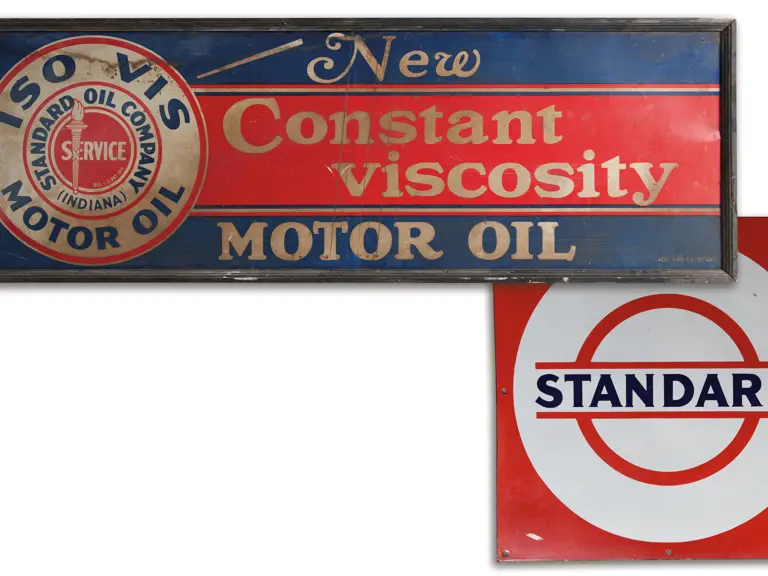 ISO VIS
STANDARD OIL COMPANY
SERVICE
(INDIANA)
MOTOR OIL
New
Constant
viscosity
MOTOR OIL
STANDAR